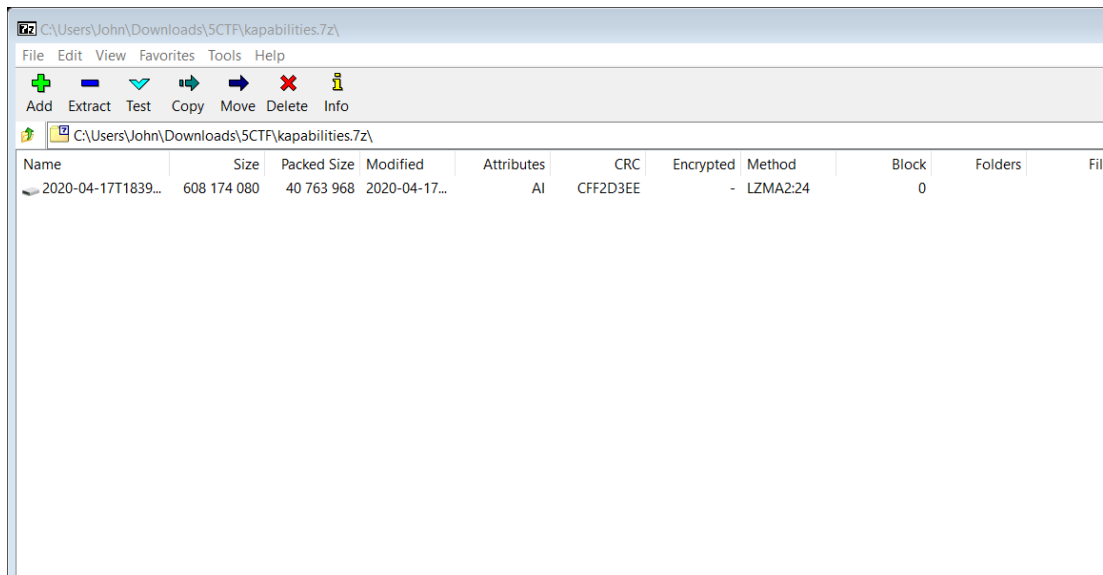 C:\Users\John\Downloads\5CTF\kapabilities.7z\
File Edit View Favorites Tools Help
Add Extract Test Copy Move Delete Info
C:\Users\John\Downloads\5CTF\kapabilities.7z\
Name Size Packed Size Modified Attributes CRC Encrypted Method Block Folders Fil
2020-04-17T1839... 608 174 080 40 763 968 2020-04-17... AI CFF2D3EE - LZMA2:24 0